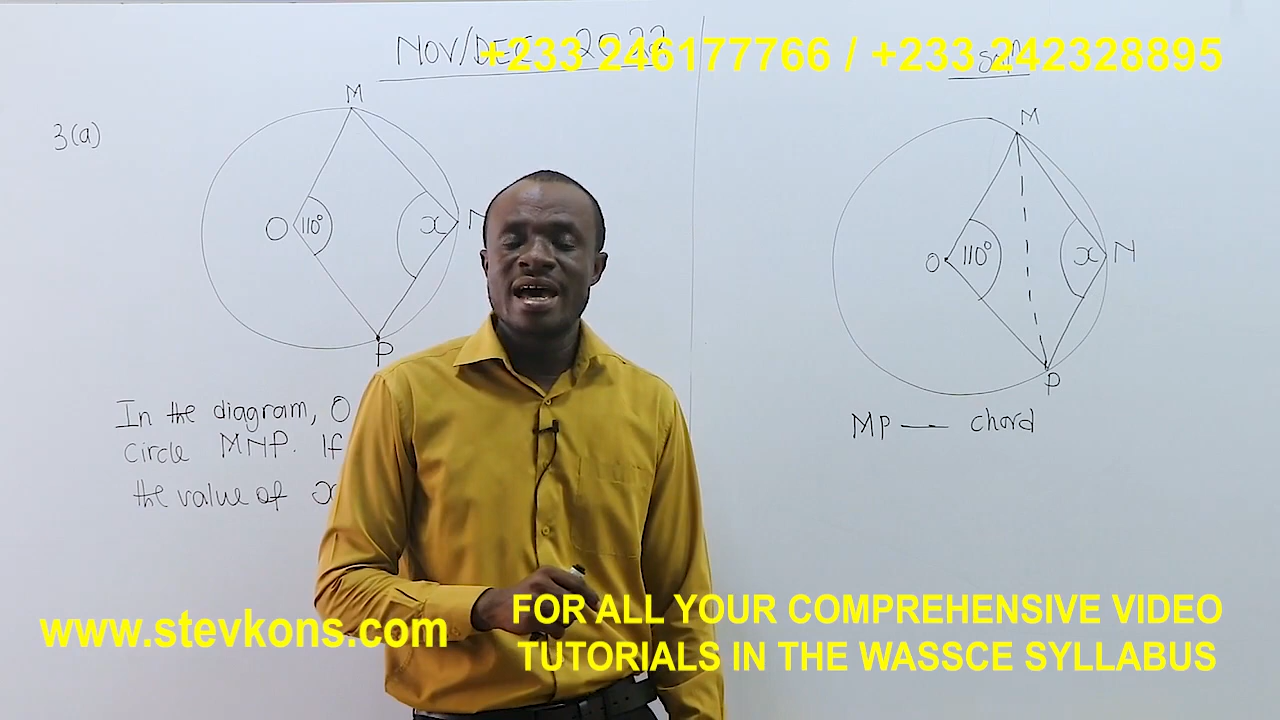 NOV/DEC 2022
+233 246177766 / +233 242328895
Soln
3(a)
M
O
110°
x
N
P
In the diagram, O
circle MNP. If
the value of x
M
O
110°
x
N
P
MP — chord
www.stevkons.com
FOR ALL YOUR COMPREHENSIVE VIDEO
TUTORIALS IN THE WASSCE SYLLABUS